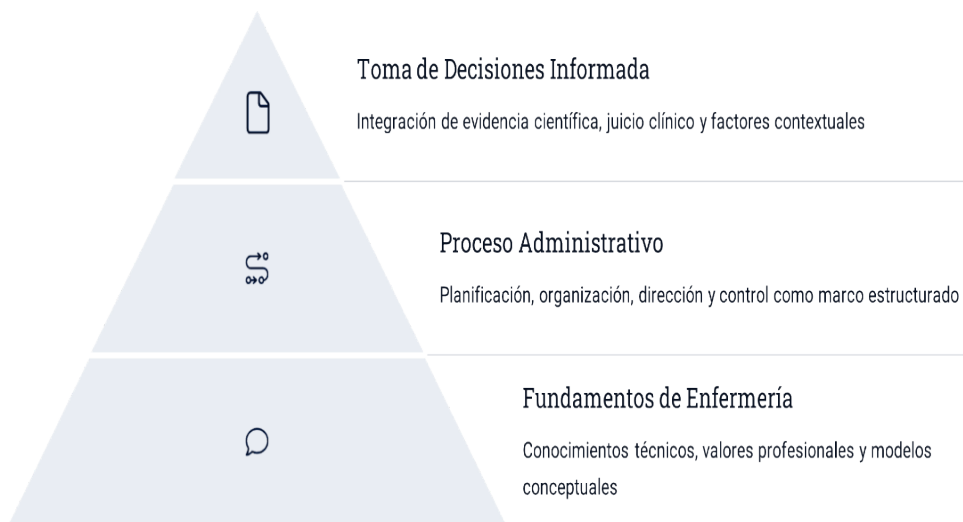 Toma de Decisiones Informada
Integración de evidencia científica, juicio clínico y factores contextuales
Proceso Administrativo
Planificación, organización, dirección y control como marco estructurado
Fundamentos de Enfermería
Conocimientos técnicos, valores profesionales y modelos
conceptuales